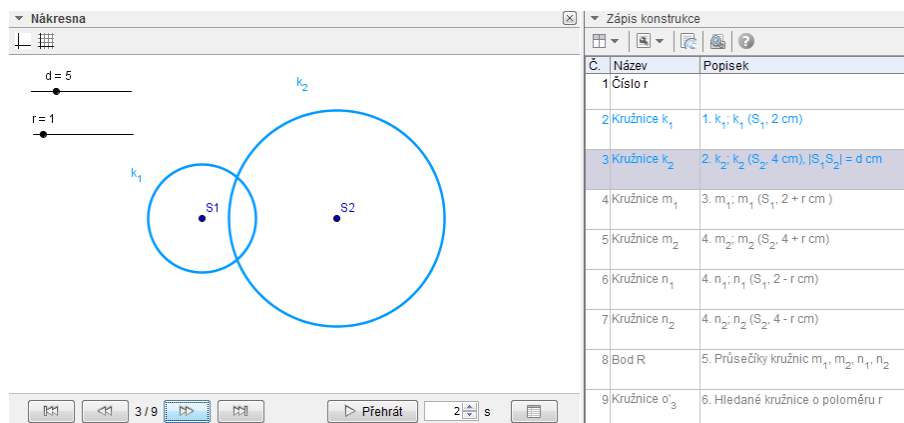 Nákresna
d = 5
r = 1
k2
k1
S1
S2
3 / 9
Přehrát
2
s
Zápis konstrukce
Č. Název Popisek
1 Číslo r
2 Kružnice k1 1. k1; k1 (S1, 2 cm)
3 Kružnice k2 2. k2; k2 (S2, 4 cm), |S1S2| = d cm
4 Kružnice m1 3. m1; m1 (S1, 2 + r cm )
5 Kružnice m2 4. m2; m2 (S2, 4 + r cm)
6 Kružnice n1 4. n1; n1 (S1, 2 - r cm)
7 Kružnice n2 4. n2; n2 (S2, 4 - r cm)
8 Bod R 5. Průsečíky kružnic m1, m2, n1, n2
9 Kružnice o'3 6. Hledané kružnice o poloměru r